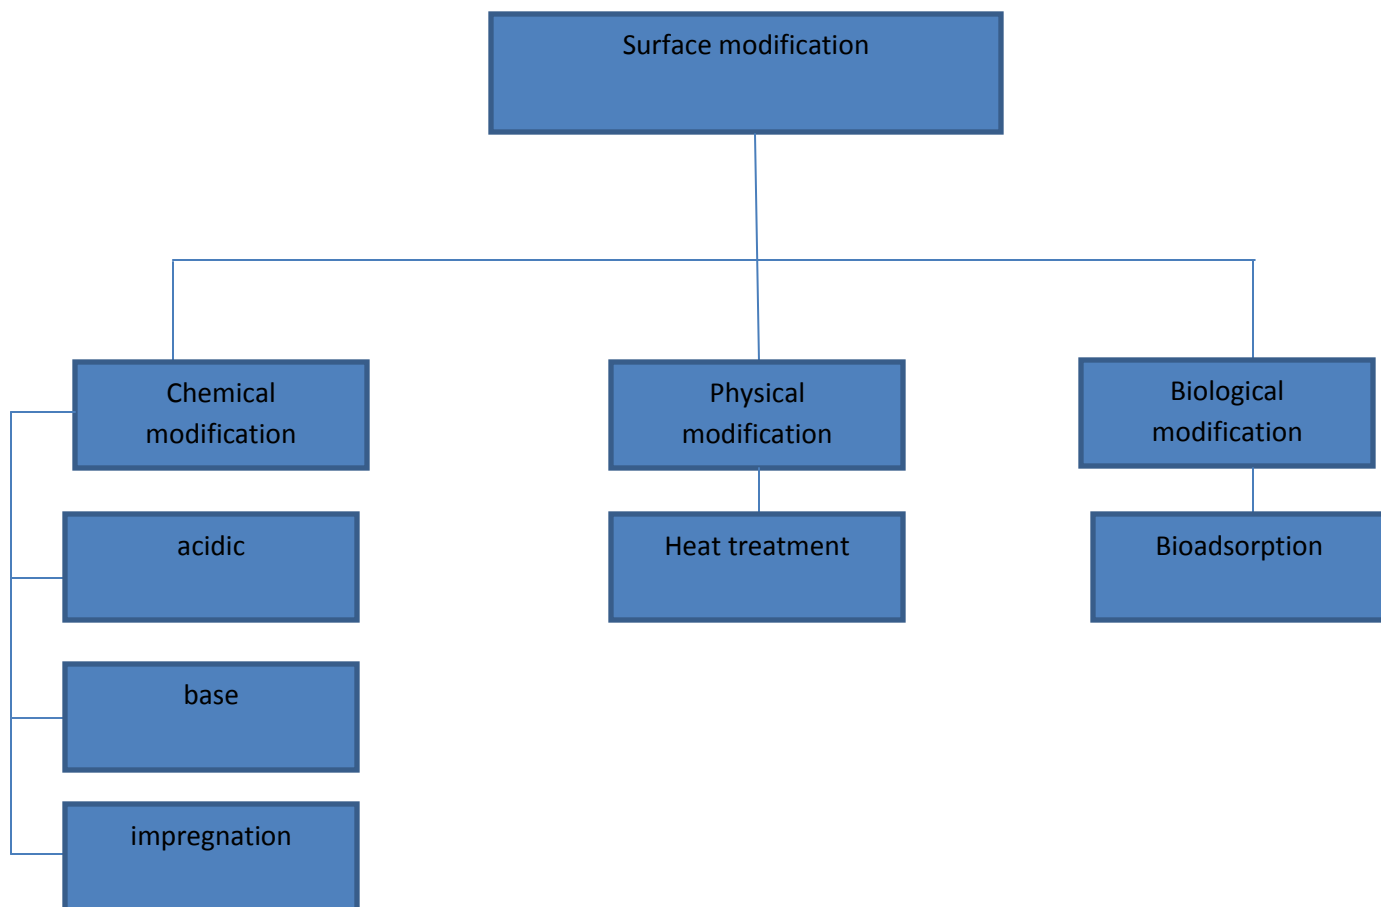 Surface modification
Chemical
modification
Physical
modification
Biological
modification
acidic
Heat treatment
Bioadsorption
base
impregnation